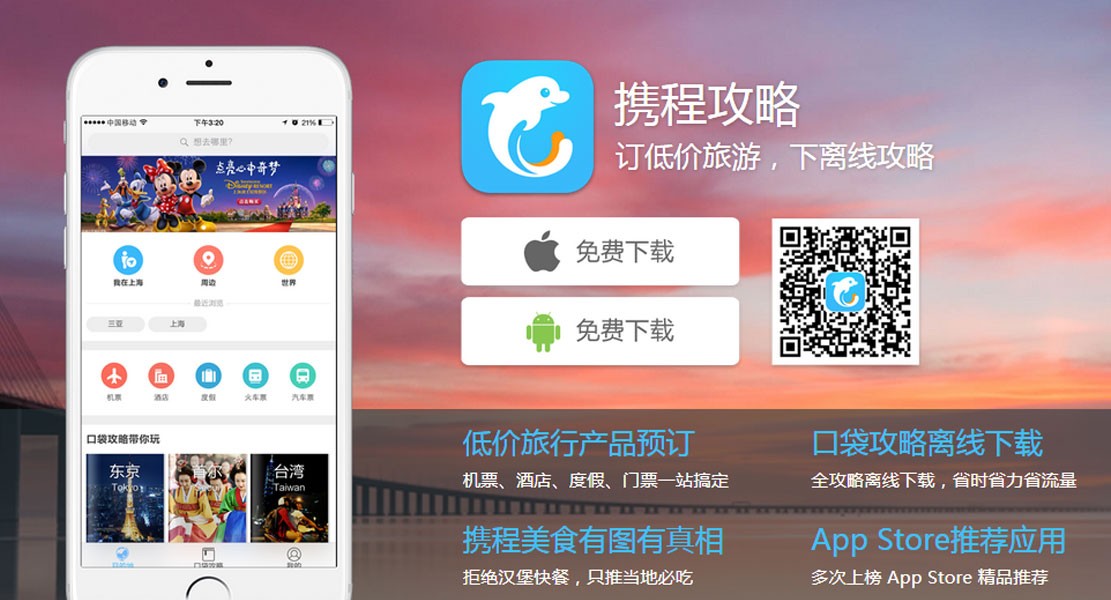 中国移动
下午3:20
21%
想去哪里?
点亮心中奇梦
Disney RESORT
我在上海
周边
世界
最近浏览
三亚
上海
机票
酒店
度假
火车票
汽车票
口袋攻略带你玩
东京
Tokyo
首尔
台湾
Taiwan
目的地
口袋攻略
我的
携程攻略
订低价旅游，下离线攻略
免费下载
免费下载
低价旅行产品预订
机票、酒店、度假、门票一站搞定
口袋攻略离线下载
全攻略离线下载，省时省力省流量
携程美食有图有真相
拒绝汉堡快餐，只推当地必吃
App Store推荐应用
多次上榜 App Store 精品推荐